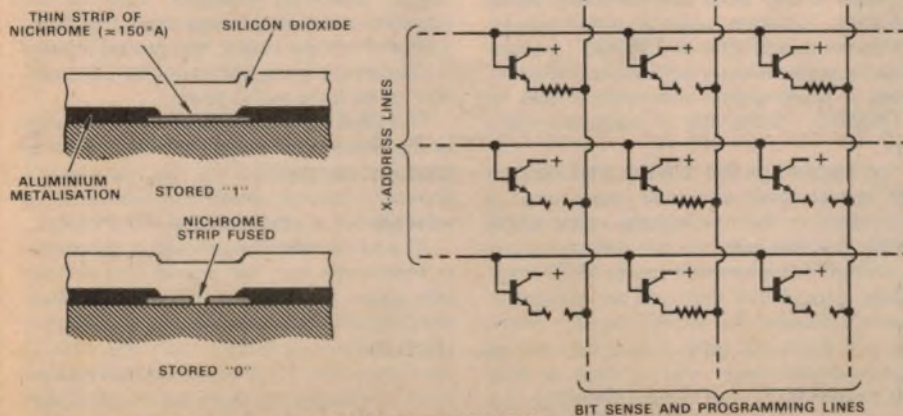 THIN STRIP OF
NICHROME (≈150°A)
SILICON DIOXIDE
ALUMINIUM
METALISATION
STORED "1"
NICHROME
STRIP FUSED
STORED "0"
X-ADDRESS LINES
+ + +
+ + +
+ + +
BIT SENSE AND PROGRAMMING LINES